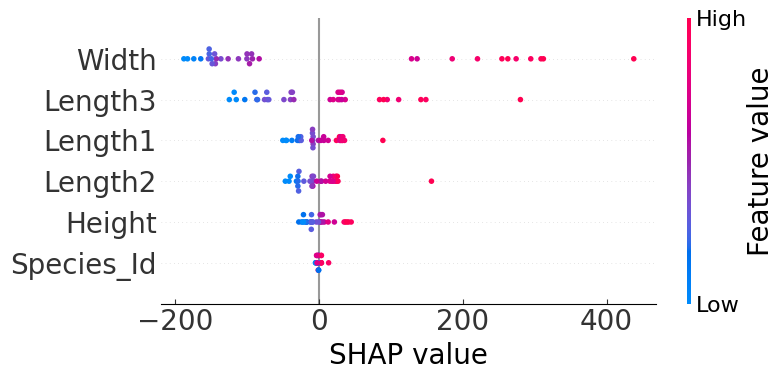 High
Width
Length3
Length1
Length2
Height
Species_Id
Low
Feature value
−200 0 200 400
SHAP value